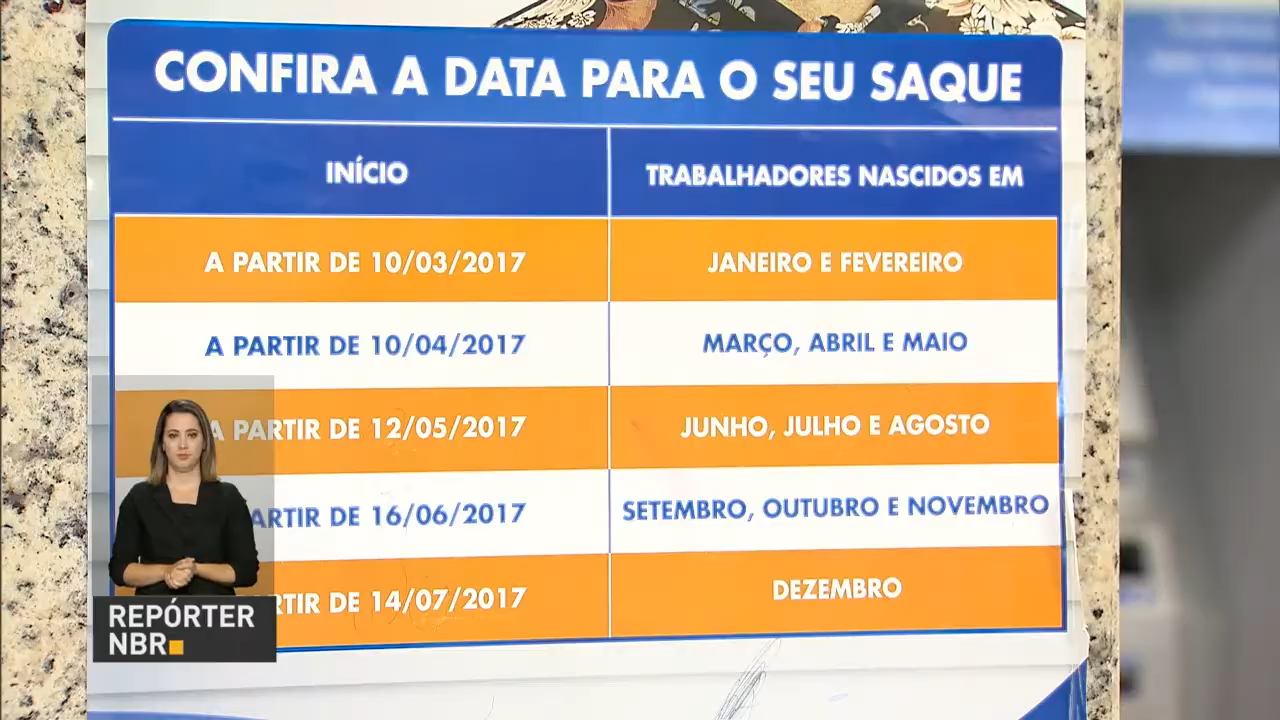 CONFIRA A DATA PARA O SEU SAQUE
INÍCIO TRABALHADORES NASCIDOS EM
A PARTIR DE 10/03/2017 JANEIRO E FEVEREIRO
A PARTIR DE 10/04/2017 MARÇO, ABRIL E MAIO
A PARTIR DE 12/05/2017 JUNHO, JULHO E AGOSTO
ARTIR DE 16/06/2017 SETEMBRO, OUTUBRO E NOVEMBRO
RTIR DE 14/07/2017 DEZEMBRO
REPÓRTER
NBR